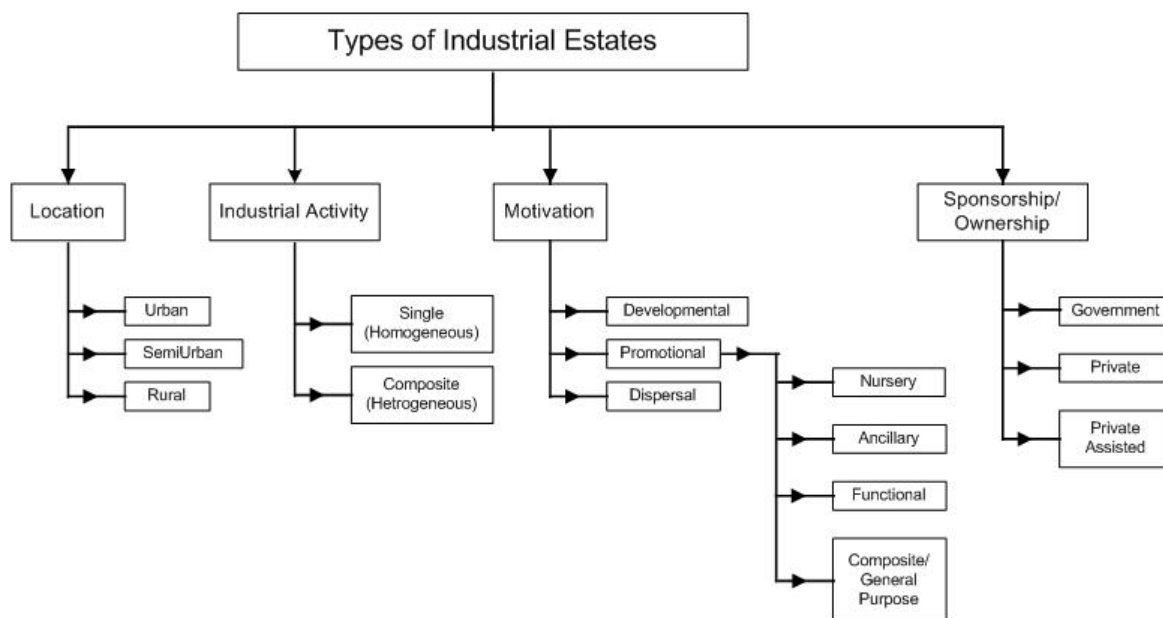 Types of Industrial Estates
Location
Industrial Activity
Motivation
Sponsorship/
Ownership
Urban
SemiUrban
Rural
Single
(Homogeneous)
Composite
(Hetrogeneous)
Developmental
Promotional
Dispersal
Nursery
Ancillary
Functional
Composite/
General
Purpose
Government
Private
Private
Assisted